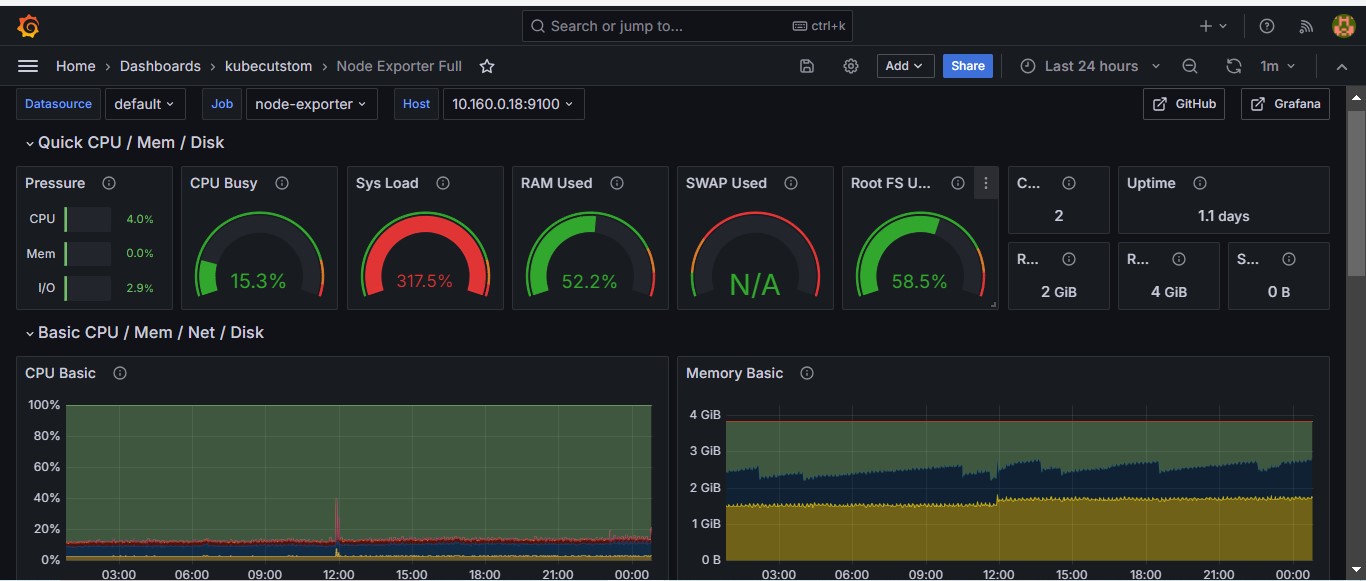 Search or jump to... ctrl+k
Home › Dashboards › kubecutstom › Node Exporter Full Add Share Last 24 hours 1m
Datasource default Job node-exporter Host 10.160.0.18:9100 GitHub Grafana
Quick CPU / Mem / Disk
Pressure CPU Busy Sys Load RAM Used SWAP Used Root FS U... C... Uptime
CPU 4.0%
Mem 0.0%
I/O 2.9%
15.3%
317.5%
52.2%
N/A
58.5%
2
1.1 days
R... R... S...
2 GiB 4 GiB 0 B
Basic CPU / Mem / Net / Disk
CPU Basic
100%
80%
60%
40%
20%
0%
03:00 06:00 09:00 12:00 15:00 18:00 21:00 00:00
Memory Basic
4 GiB
3 GiB
2 GiB
1 GiB
0 B
03:00 06:00 09:00 12:00 15:00 18:00 21:00 00:00